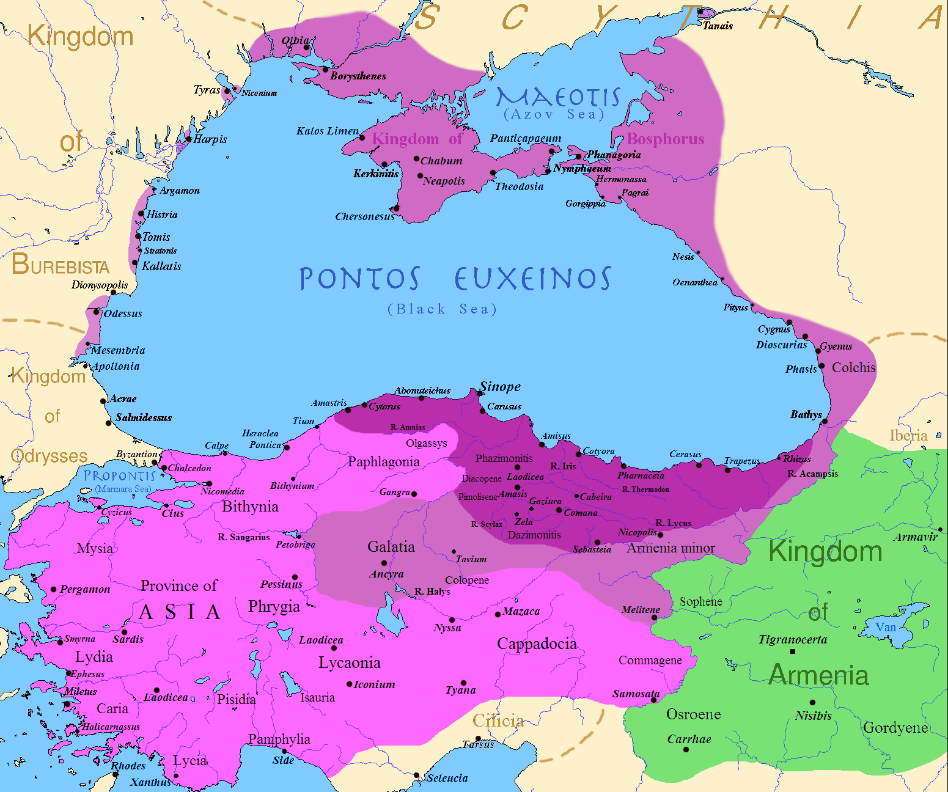 S C Y T H I A
Tanais
Kingdom
of
BUREBISTA
Olbia
Borysthenes
Tyras
Niconium
Harpis
MAEOTIS
(Azov Sea)
Kalos Limen
Kingdom of
Bosphorus
Panticapaeum
Phanagoria
Chabum
Kerkinitis
Neapolis
Nymphaeum
Theodosia
Hermonassa
Pagrai
Gorgippia
Chersonesus
Argamon
Histria
Tomis
Stratonis
Kallatis
Dionysopolis
Odessus
Mesembria
Apollonia
Kingdom
of
Odrysses
Acrae
Salmidessus
PONTOS EUXEINOS
(Black Sea)
Nesis
Oenanthea
Pityus
Cygnus
Dioscurias
Gyenus
Phasis
Colchis
Bathys
Iberia
Sinope
Abonuteichus
Carusus
Amastris
Cytorus
Tium
R. Amnias
Olgassys
Heraclea
Pontica
Calpe
Byzantion
Chalcedon
PROPONTIS
(Marmara Sea)
Nicomedia
Bithynium
Cyzicus
Cius
Bithynia
Paphlagonia
Gangra
Amisus
Cotyora
Cerasus
Trapezus
Rhizus
R. Acampsis
Pharnaceta
Phazimonitis
R. Iris
Diacopene
Laodicea
R. Thermodon
Pimolisene
Amasis
Cabeira
Gaziura
Comana
R. Scylax
Zela
Dazimonitis
R. Lycus
Nicopolis
Sebasteia
Armenia minor
Mysia
R. Sangarius
Petobriga
Galatia
Tavium
Ancyra
Colopene
R. Halys
Pergamon
Province of
ASIA
Pessinus
Phrygia
Mazaca
Nyssa
Melitene
Sophene
Kingdom
of
Armenia
Armavir
Van
Tigranocerta
Smyrna
Sardis
Lydia
Ephesus
Miletus
Laodicea
Lycaonia
Cappadocia
Commagene
Iconium
Tyana
Samosata
Laodicea
Pisidia
Isauria
Caria
Halicarnassus
Osroene
Nisibis
Gordyene
Carrhae
Cilicia
Tarsus
Pamphylia
Side
Lycia
Rhodes
Xanthus
Seleucia